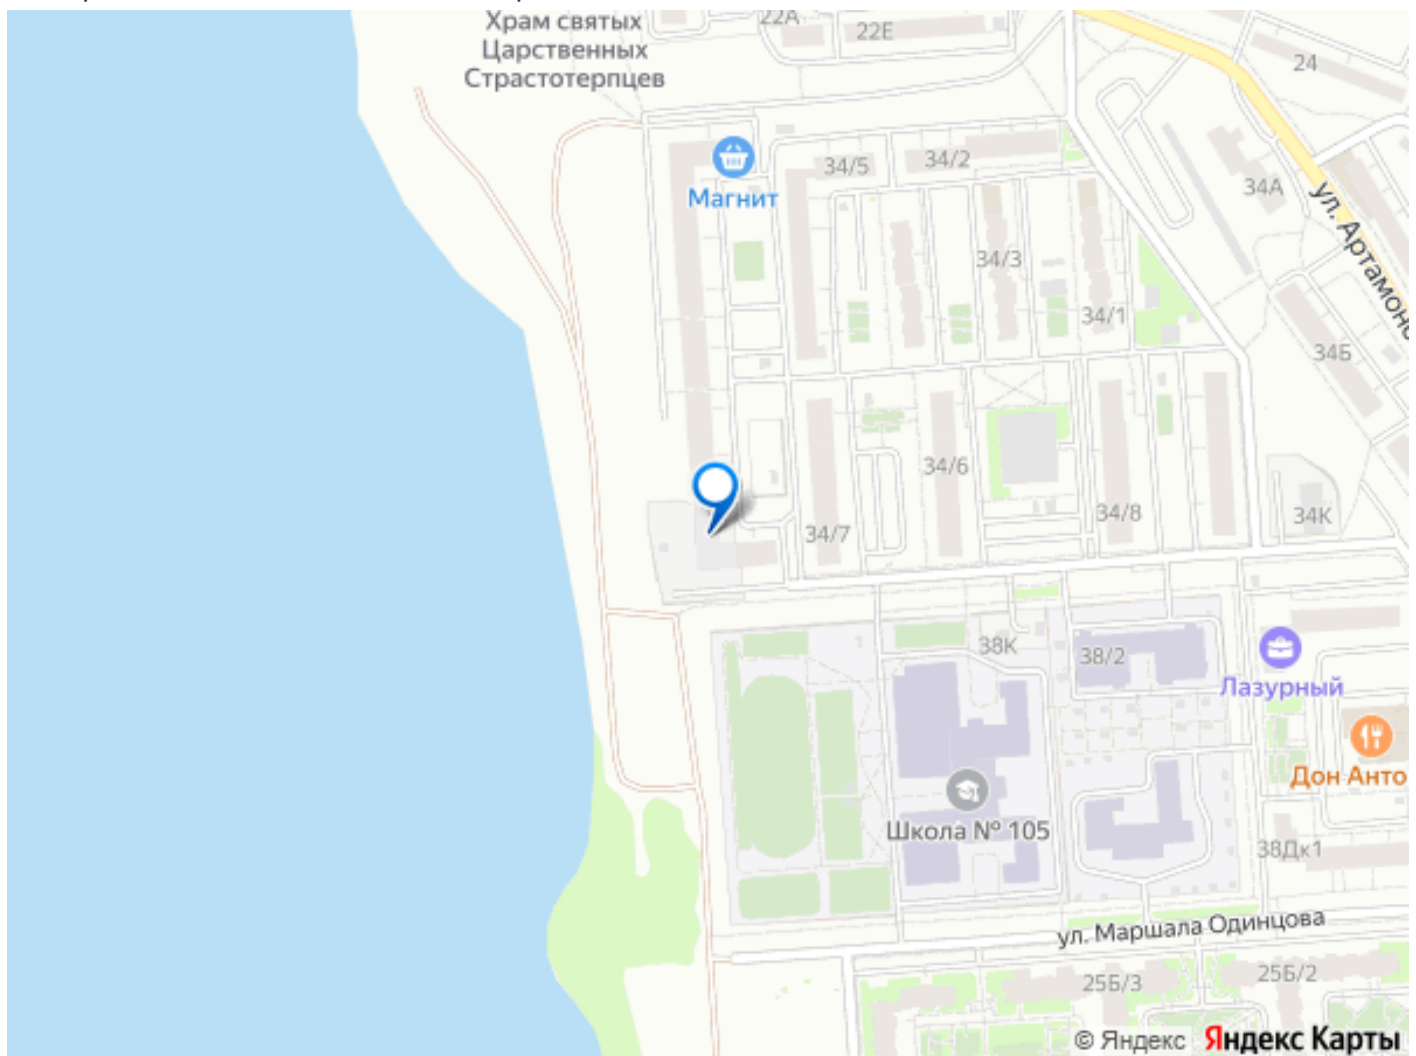 Храм святых
Царственных
Страстотерпцев
22А
22Е
24
Магнит
34/5
34/2
34А
ул. Артамоно
34/3
34/1
34Б
34/6
34/7
34/8
34К
38К
38/2
Лазурный
Дон Анто
Школа № 105
38Дк1
ул. Маршала Одинцова
25Б/3
25Б/2
© Яндекс Яндекс Карты